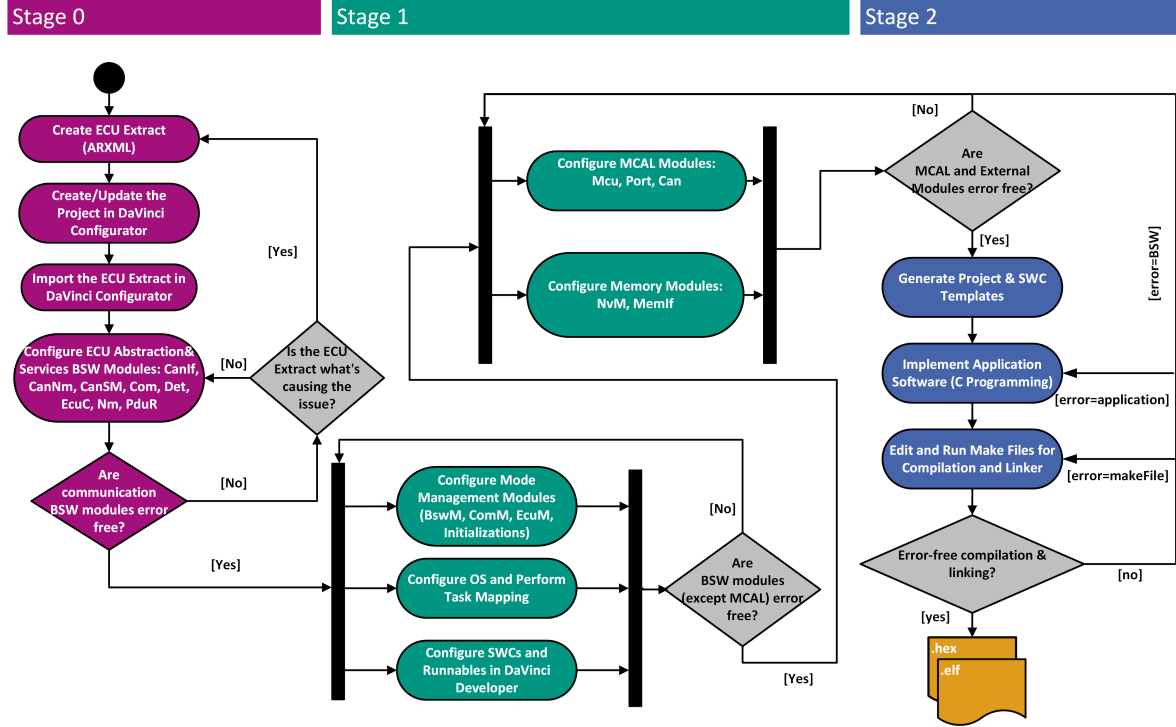 Stage 0
Stage 1
Stage 2
Create ECU Extract
(ARXML)
Create/Update the
Project in DaVinci
Configurator
Import the ECU Extract in
DaVinci Configurator
Configure ECU Abstraction&
Services BSW Modules: CanIf,
CanNm, CanSM, Com, Det,
EcuC, Nm, PduR
Are
communication
BSW modules error
free?
[No]
[Yes]
Is the ECU
Extract what's
causing the
issue?
[No]
[Yes]
Configure Mode
Management Modules
(BswM, ComM, EcuM,
Initializations)
Configure OS and Perform
Task Mapping
Configure SWCs and
Runnables in DaVinci
Developer
Are
BSW modules
(except MCAL) error
free?
[No]
[Yes]
Configure MCAL Modules:
Mcu, Port, Can
Configure Memory Modules:
NvM, MemIf
Are
MCAL and External
Modules error free?
[No]
[Yes]
Generate Project & SWC
Templates
Implement Application
Software (C Programming)
Edit and Run Make Files for
Compilation and Linker
Error-free compilation &
linking?
[error=BSW]
[error=application]
[error=makeFile]
[no]
[yes]
.hex
.elf